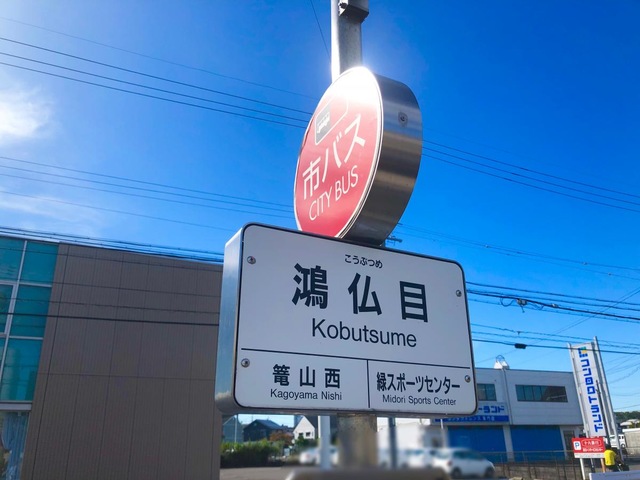 市バス
CITY BUS
こうぶつめ
鴻仏目
Kobutsume
篭山西
Kagoyama Nishi
緑スポーツセンター
Midori Sports Center